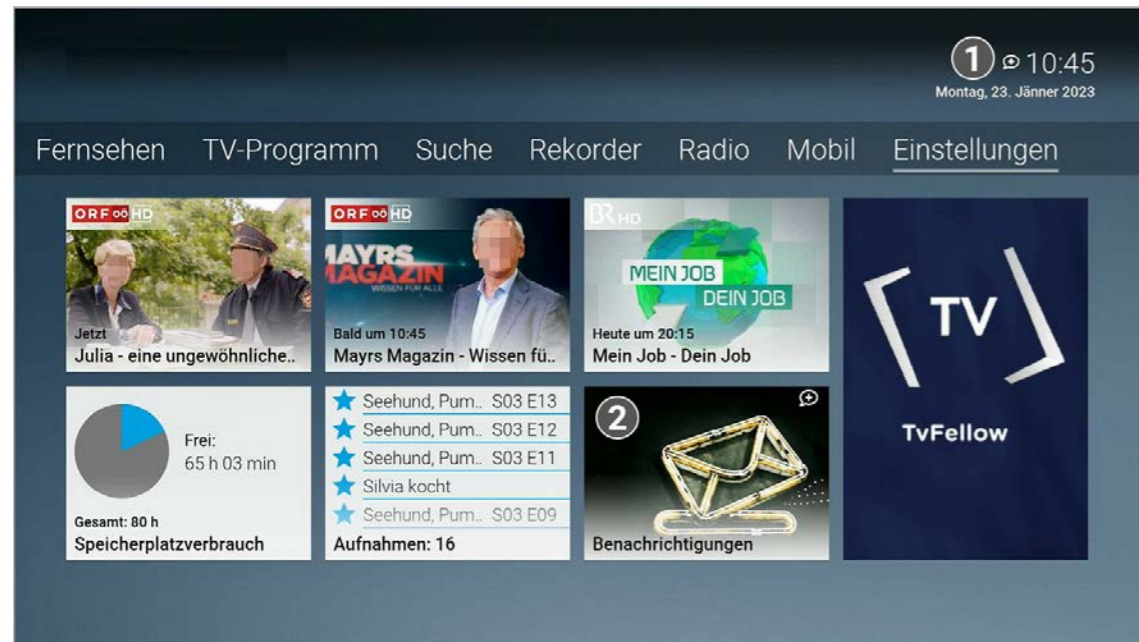 1 10:45
Montag, 23. Jänner 2023
Fernsehen TV-Programm Suche Rekorder Radio Mobil Einstellungen
ORF oö HD
Jetzt
Julia - eine ungewöhnliche..
ORF oö HD
MAYRS
MAGAZIN
WISSEN FÜR ALLE
Bald um 10:45
Mayrs Magazin - Wissen fü..
BR HD
MEIN JOB
DEIN JOB
Heute um 20:15
Mein Job - Dein Job
TV
TvFellow
Frei:
65 h 03 min
Gesamt: 80 h
Speicherplatzverbrauch
Seehund, Pum.. S03 E13
Seehund, Pum.. S03 E12
Seehund, Pum.. S03 E11
Silvia kocht
Seehund, Pum.. S03 E09
Aufnahmen: 16
2
Benachrichtigungen